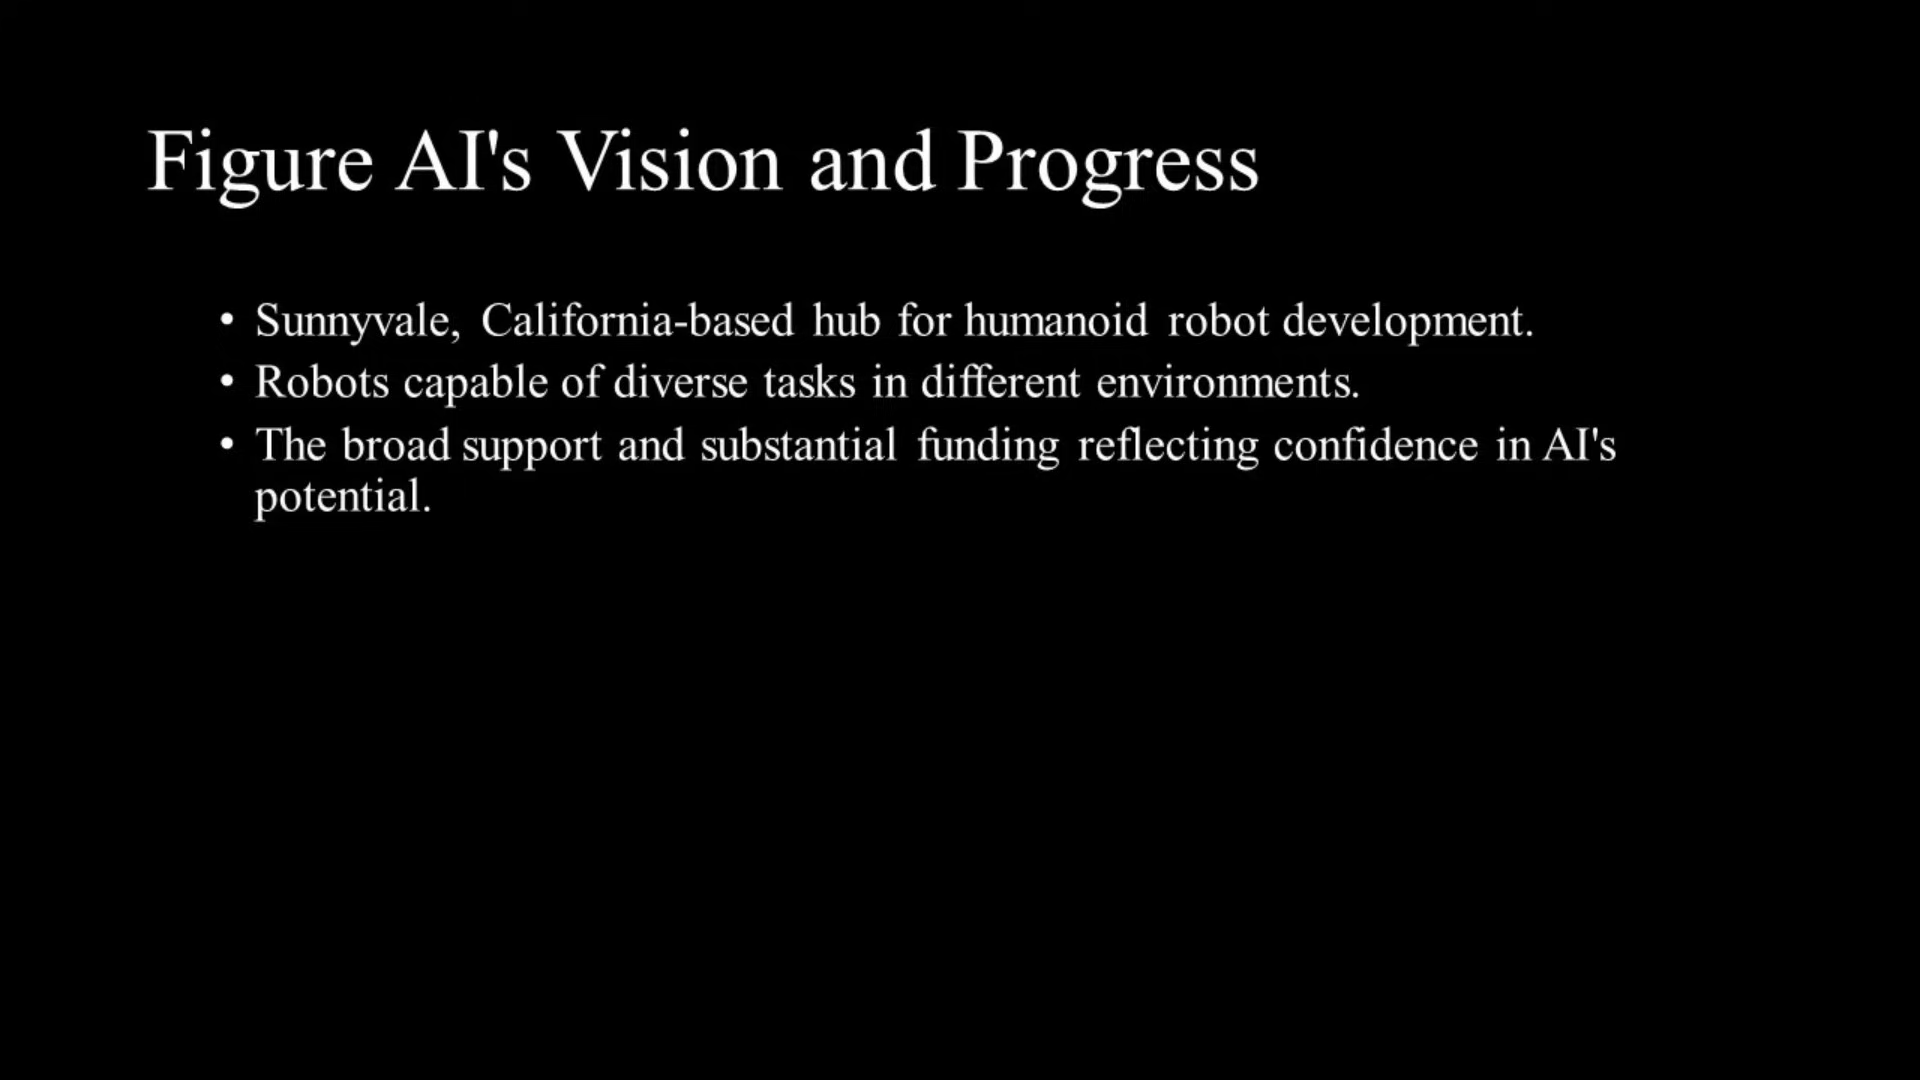 Figure AI's Vision and Progress
• Sunnyvale, California-based hub for humanoid robot development.
• Robots capable of diverse tasks in different environments.
• The broad support and substantial funding reflecting confidence in AI's
potential.